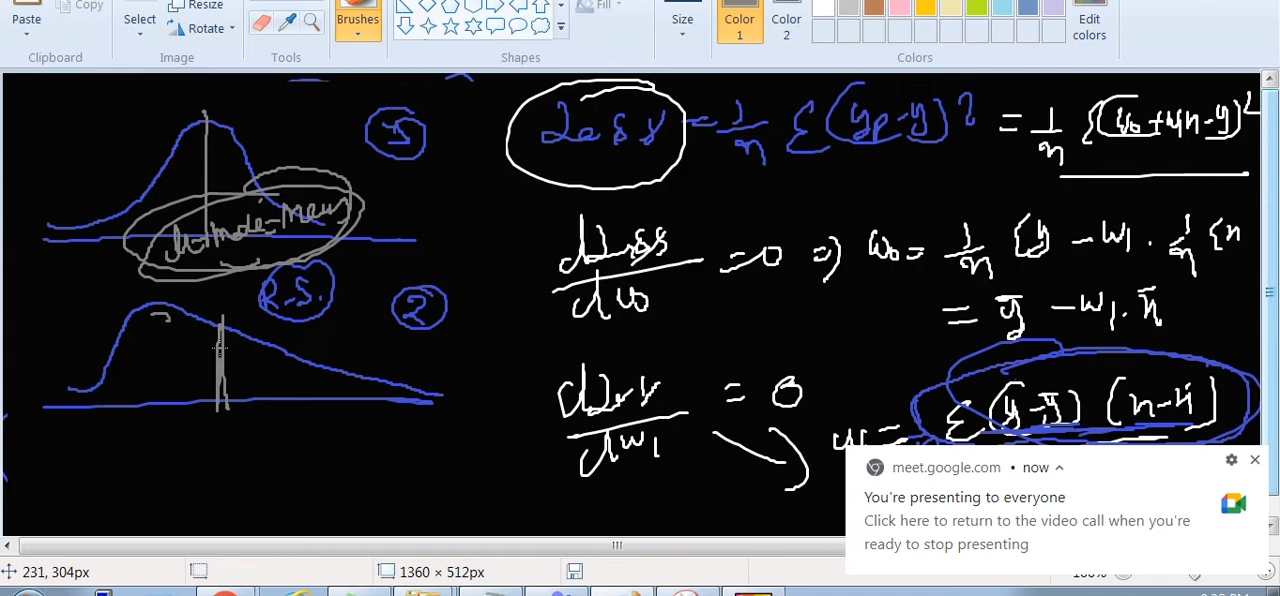 Paste
Copy
Select
Resize
Rotate
Brushes
Fill
Size
Color 1
Color 2
Edit colors
Clipboard
Image
Tools
Shapes
Colors
1
R.S.
2
Loss = 1/n Σ(yp-y)² = 1/n Σ(w0+w1x-y)²
dLoss/dw0 = 0 ⇒ w0 = 1/n Σy - w1. 1/n Σx
= ȳ - w1.x̄
dLoss/dw1 = 0
w1 = Σ(y-ȳ)(x-x̄)
meet.google.com • now
You're presenting to everyone
Click here to return to the video call when you're
ready to stop presenting
231, 304px
1360 × 512px